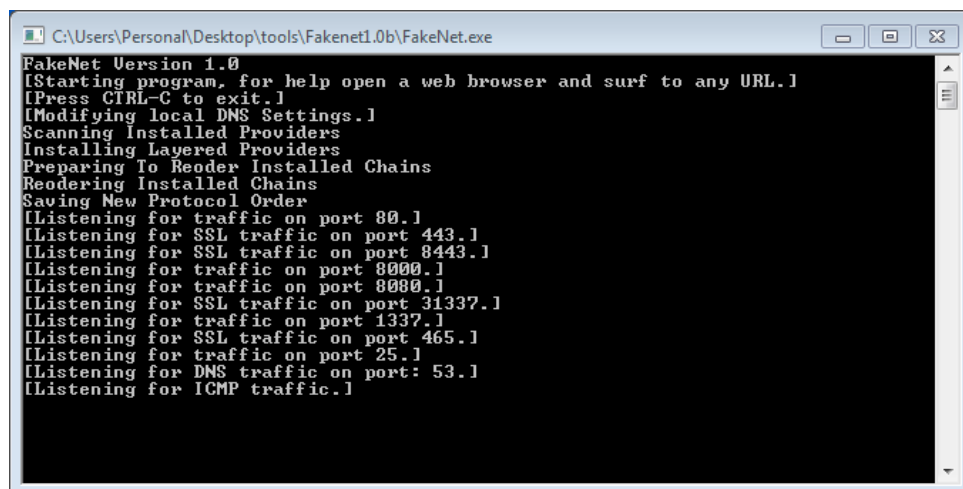 C:\Users\Personal\Desktop\tools\Fakenet1.0b\FakeNet.exe
FakeNet Version 1.0
[Starting program, for help open a web browser and surf to any URL.]
[Press CTRL-C to exit.]
[Modifying local DNS Settings.]
Scanning Installed Providers
Installing Layered Providers
Preparing To Reoder Installed Chains
Reodering Installed Chains
Saving New Protocol Order
[Listening for traffic on port 80.]
[Listening for SSL traffic on port 443.]
[Listening for SSL traffic on port 8443.]
[Listening for traffic on port 8000.]
[Listening for traffic on port 8080.]
[Listening for SSL traffic on port 31337.]
[Listening for traffic on port 1337.]
[Listening for SSL traffic on port 465.]
[Listening for traffic on port 25.]
[Listening for DNS traffic on port: 53.]
[Listening for ICMP traffic.]